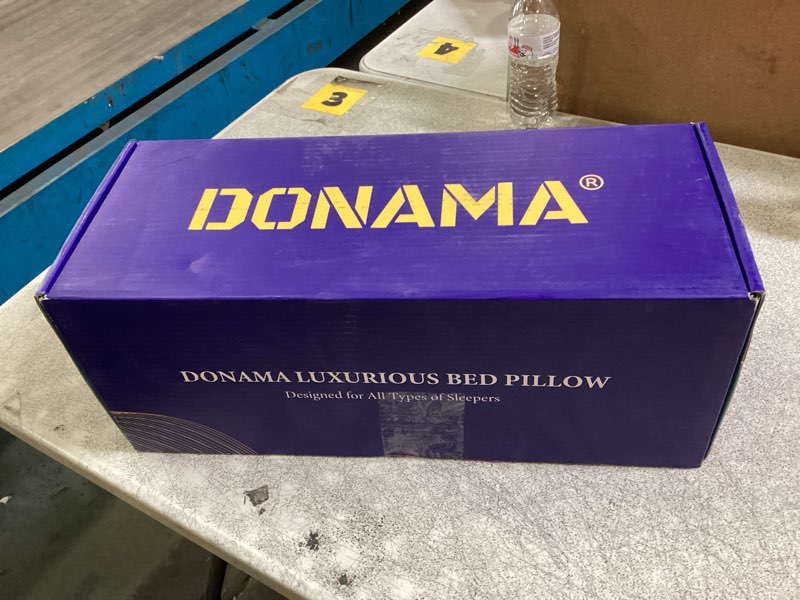 4
3
DONAMA®
DONAMA LUXURIOUS BED PILLOW
Designed for All Types of Sleepers